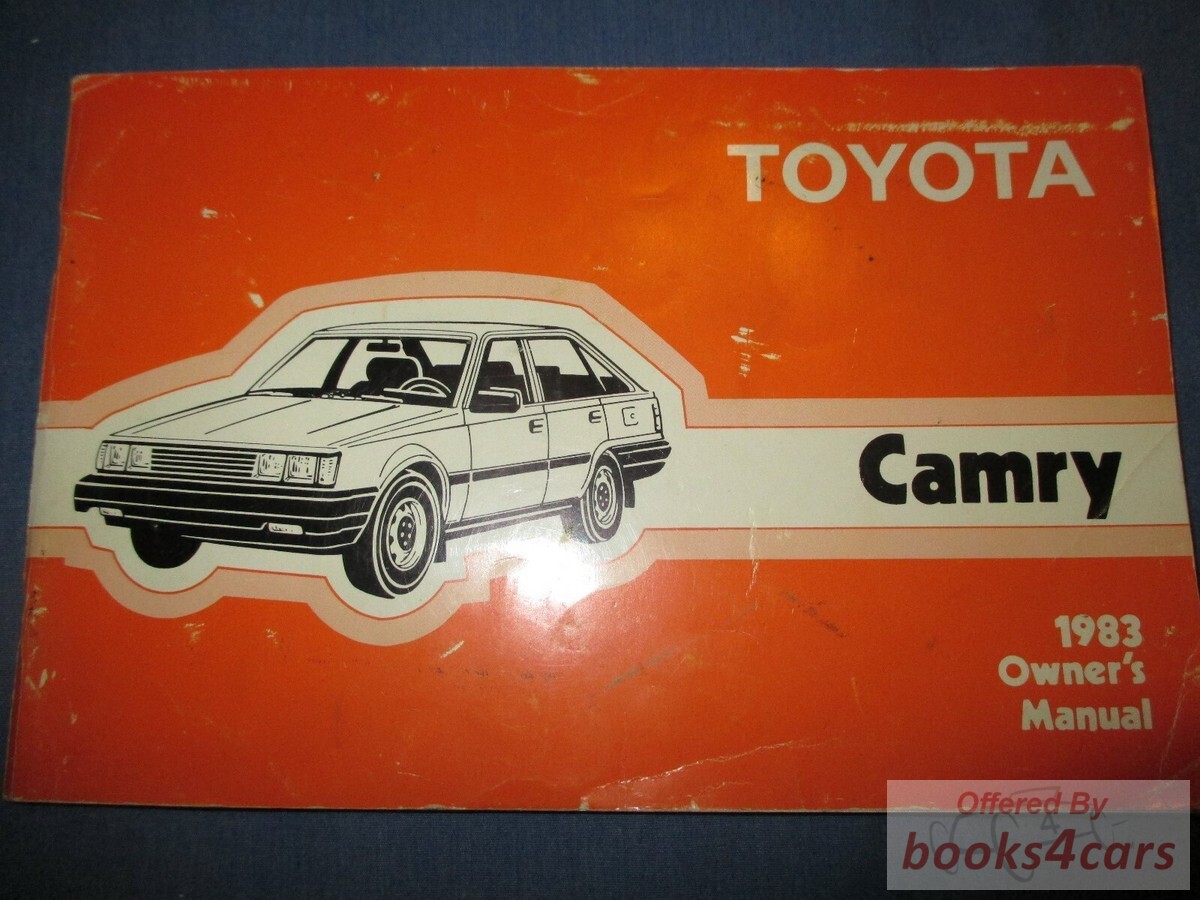 TOYOTA
Camry
1983
Owner's
Manual
Offered By
books4cars